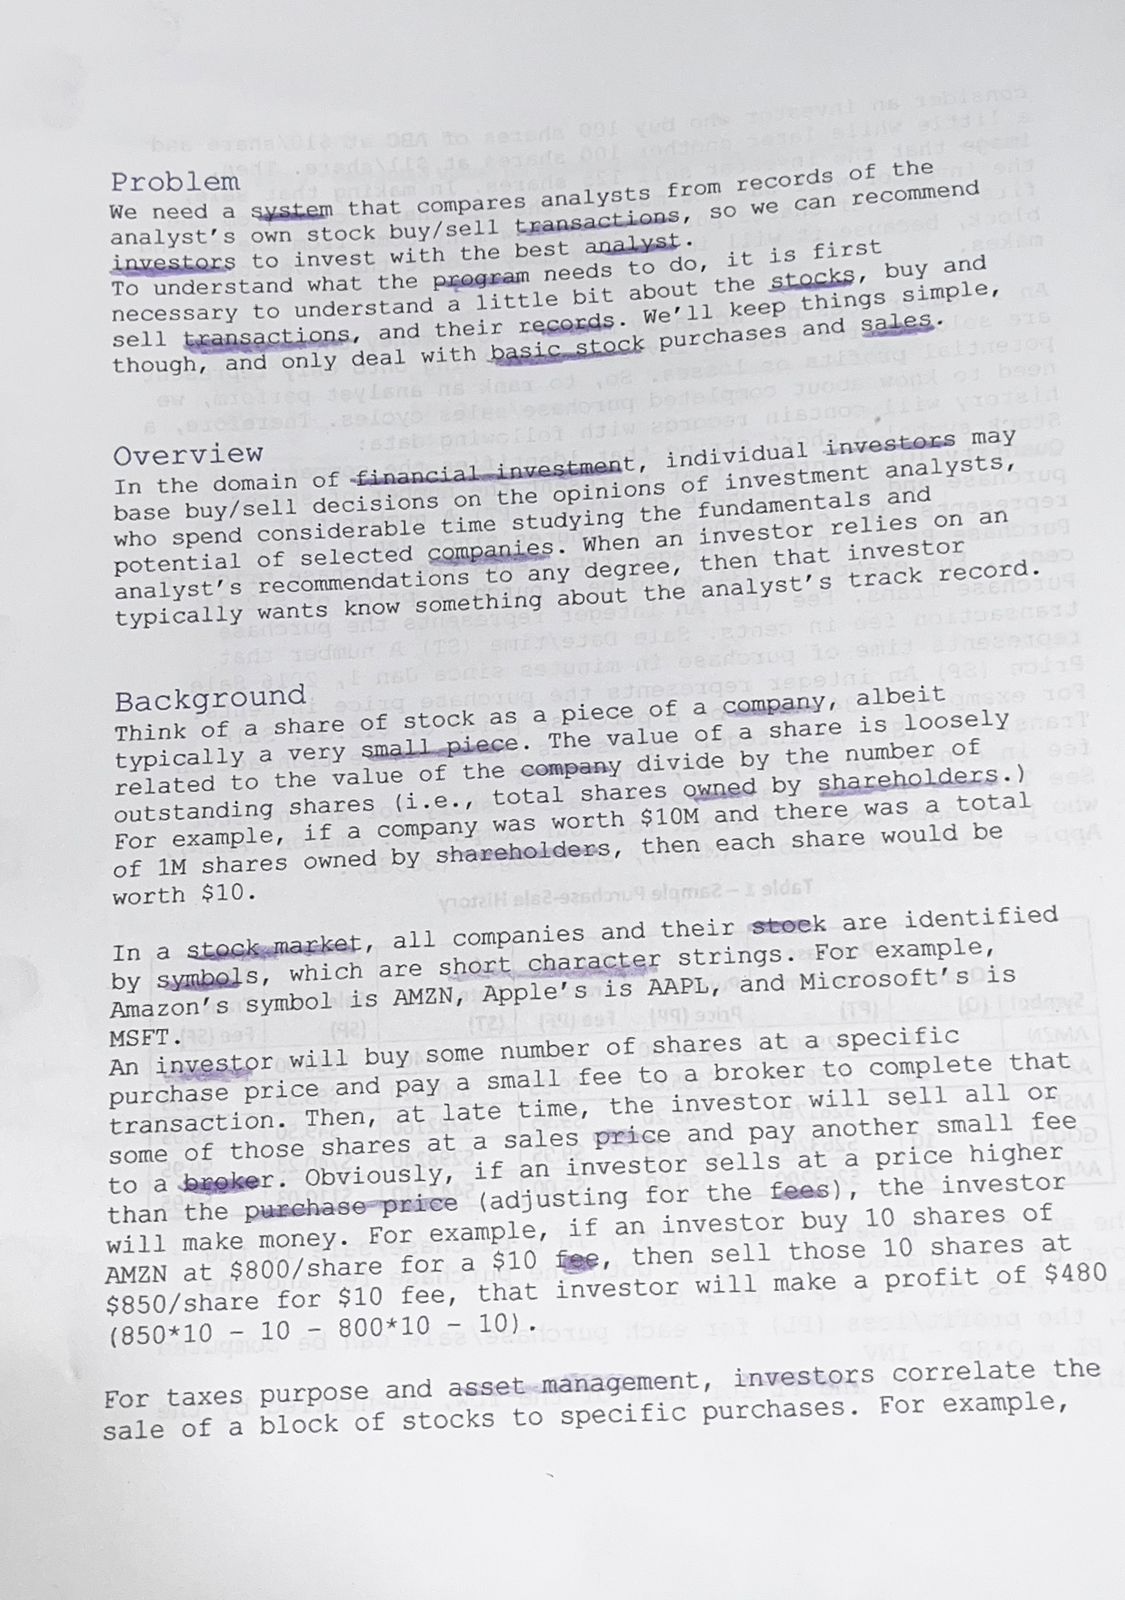 Problem
We need a system that compares analysts from records of the
analyst's own stock buy/sell transactions, so we can recommend
investors to invest with the best analyst.
To understand what the program needs to do, it is first
necessary to understand a little bit about the stocks, buy and
sell transactions, and their records. We'll keep things simple,
though, and only deal with basic stock purchases and sales.
Overview
In the domain of financial investment, individual investors may
base buy/sell decisions on the opinions of investment analysts,
who spend considerable time studying the fundamentals and
potential of selected companies. When an investor relies on an
analyst's recommendations to any degree, then that investor
typically wants know something about the analyst's track record.
Background
Think of a share of stock as a piece of a company, albeit
typically a very small piece. The value of a share is loosely
related to the value of the company divide by the number of
outstanding shares (i.e., total shares owned by shareholders.)
For example, if a company was worth $10M and there was a total
of 1M shares owned by shareholders, then each share would be
worth $10.
In a stock market, all companies and their stock are identified
by symbols, which are short character strings. For example,
Amazon's symbol is AMZN, Apple's is AAPL, and Microsoft's is
MSFT.
An investor will buy some number of shares at a specific
purchase price and pay a small fee to a broker to complete that
transaction. Then, at late time, the investor will sell all or
some of those shares at a sales price and pay another small fee
to a broker. Obviously, if an investor sells at a price higher
than the purchase price (adjusting for the fees), the investor
will make money. For example, if an investor buy 10 shares of
AMZN at $800/share for a $10 fee, then sell those 10 shares at
$850/share for $10 fee, that investor will make a profit of $480
(850*10 - 10 - 800*10 - 10).
For taxes purpose and asset management, investors correlate the
sale of a block of stocks to specific purchases. For example,